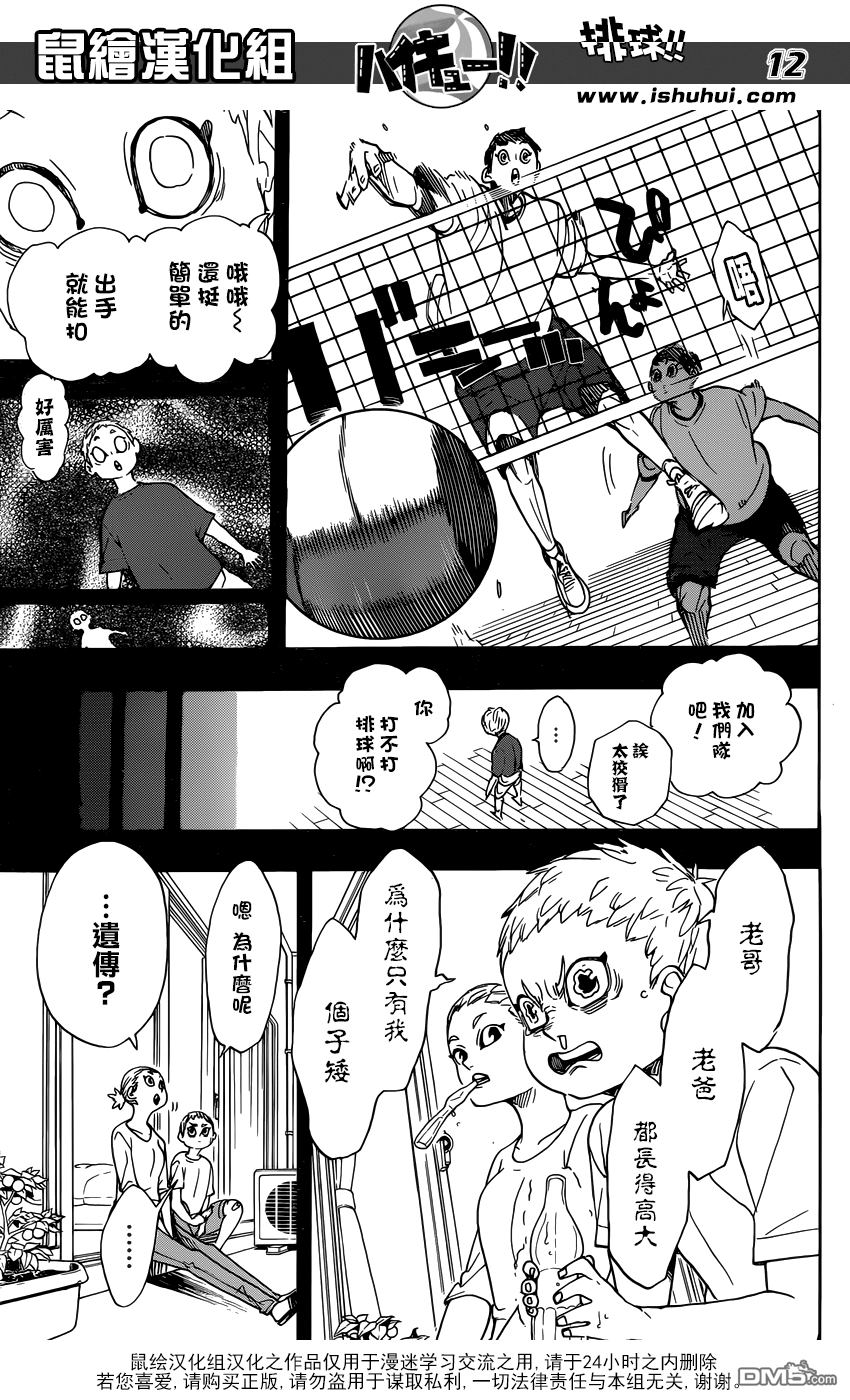 鼠繪漢化組
ハイキュー!!
排球!!
12
www.ishuhui.com
ぴょん
唔
バシーッ
哦哦~
還挺
簡單的
出手
就能扣
好厲害
加入
我們隊
吧!
誒
太狡猾了
…
你
打不打
排球啊!?
老哥
老爸
都長得高大
爲什麽只有我
個子矮
嗯 為什麼呢
…遺傳?
………
鼠绘汉化组汉化之作品仅用于漫迷学习交流之用, 请于24小时之内删除
若您喜爱, 请购买正版, 请勿盗用于谋取私利, 一切法律责任与本组无关, 谢谢。
DM5.com